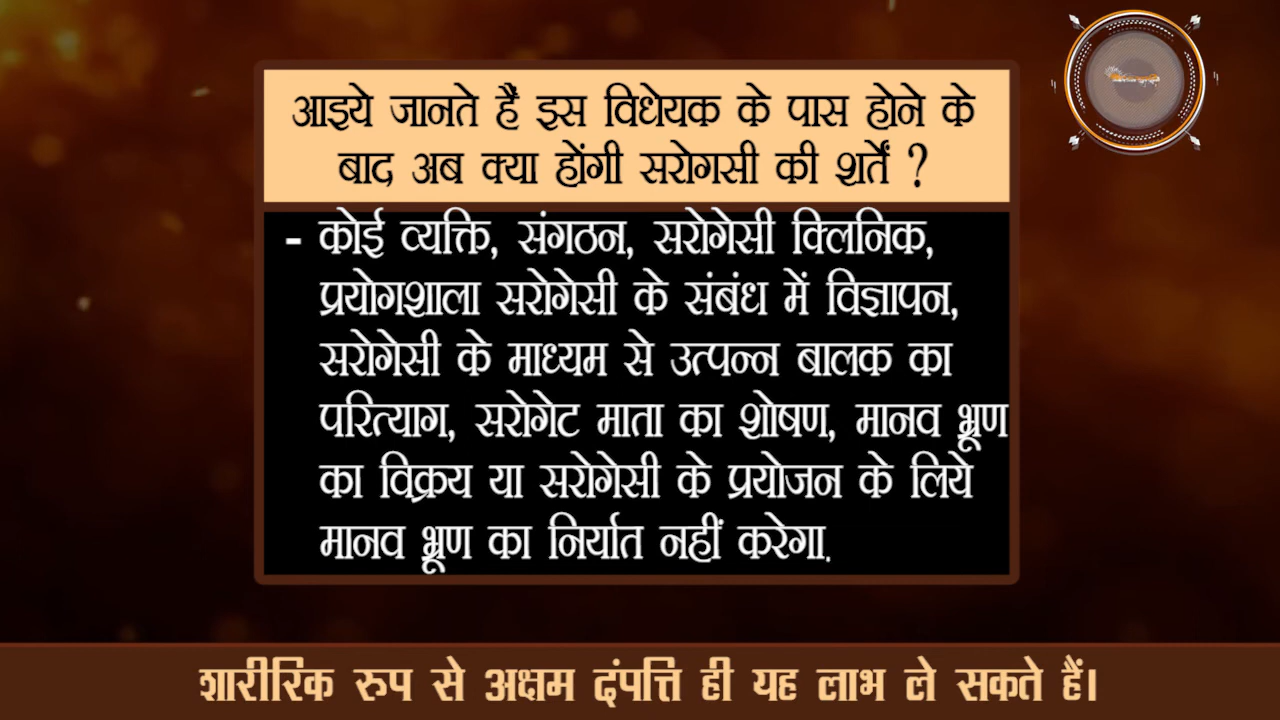 आइये जानते हैं इस विधेयक के पास होने के
बाद अब क्या होंगी सरोगसी की शर्तें ?
- कोई व्यक्ति, संगठन, सरोगेसी क्लिनिक,
प्रयोगशाला सरोगेसी के संबंध में विज्ञापन,
सरोगेसी के माध्यम से उत्पन्न बालक का
परित्याग, सरोगेट माता का शोषण, मानव भ्रूण
का विक्रय या सरोगेसी के प्रयोजन के लिये
मानव भ्रूण का निर्यात नहीं करेगा.
शारीरिक रुप से अक्षम दंपत्ति ही यह लाभ ले सकते हैं।